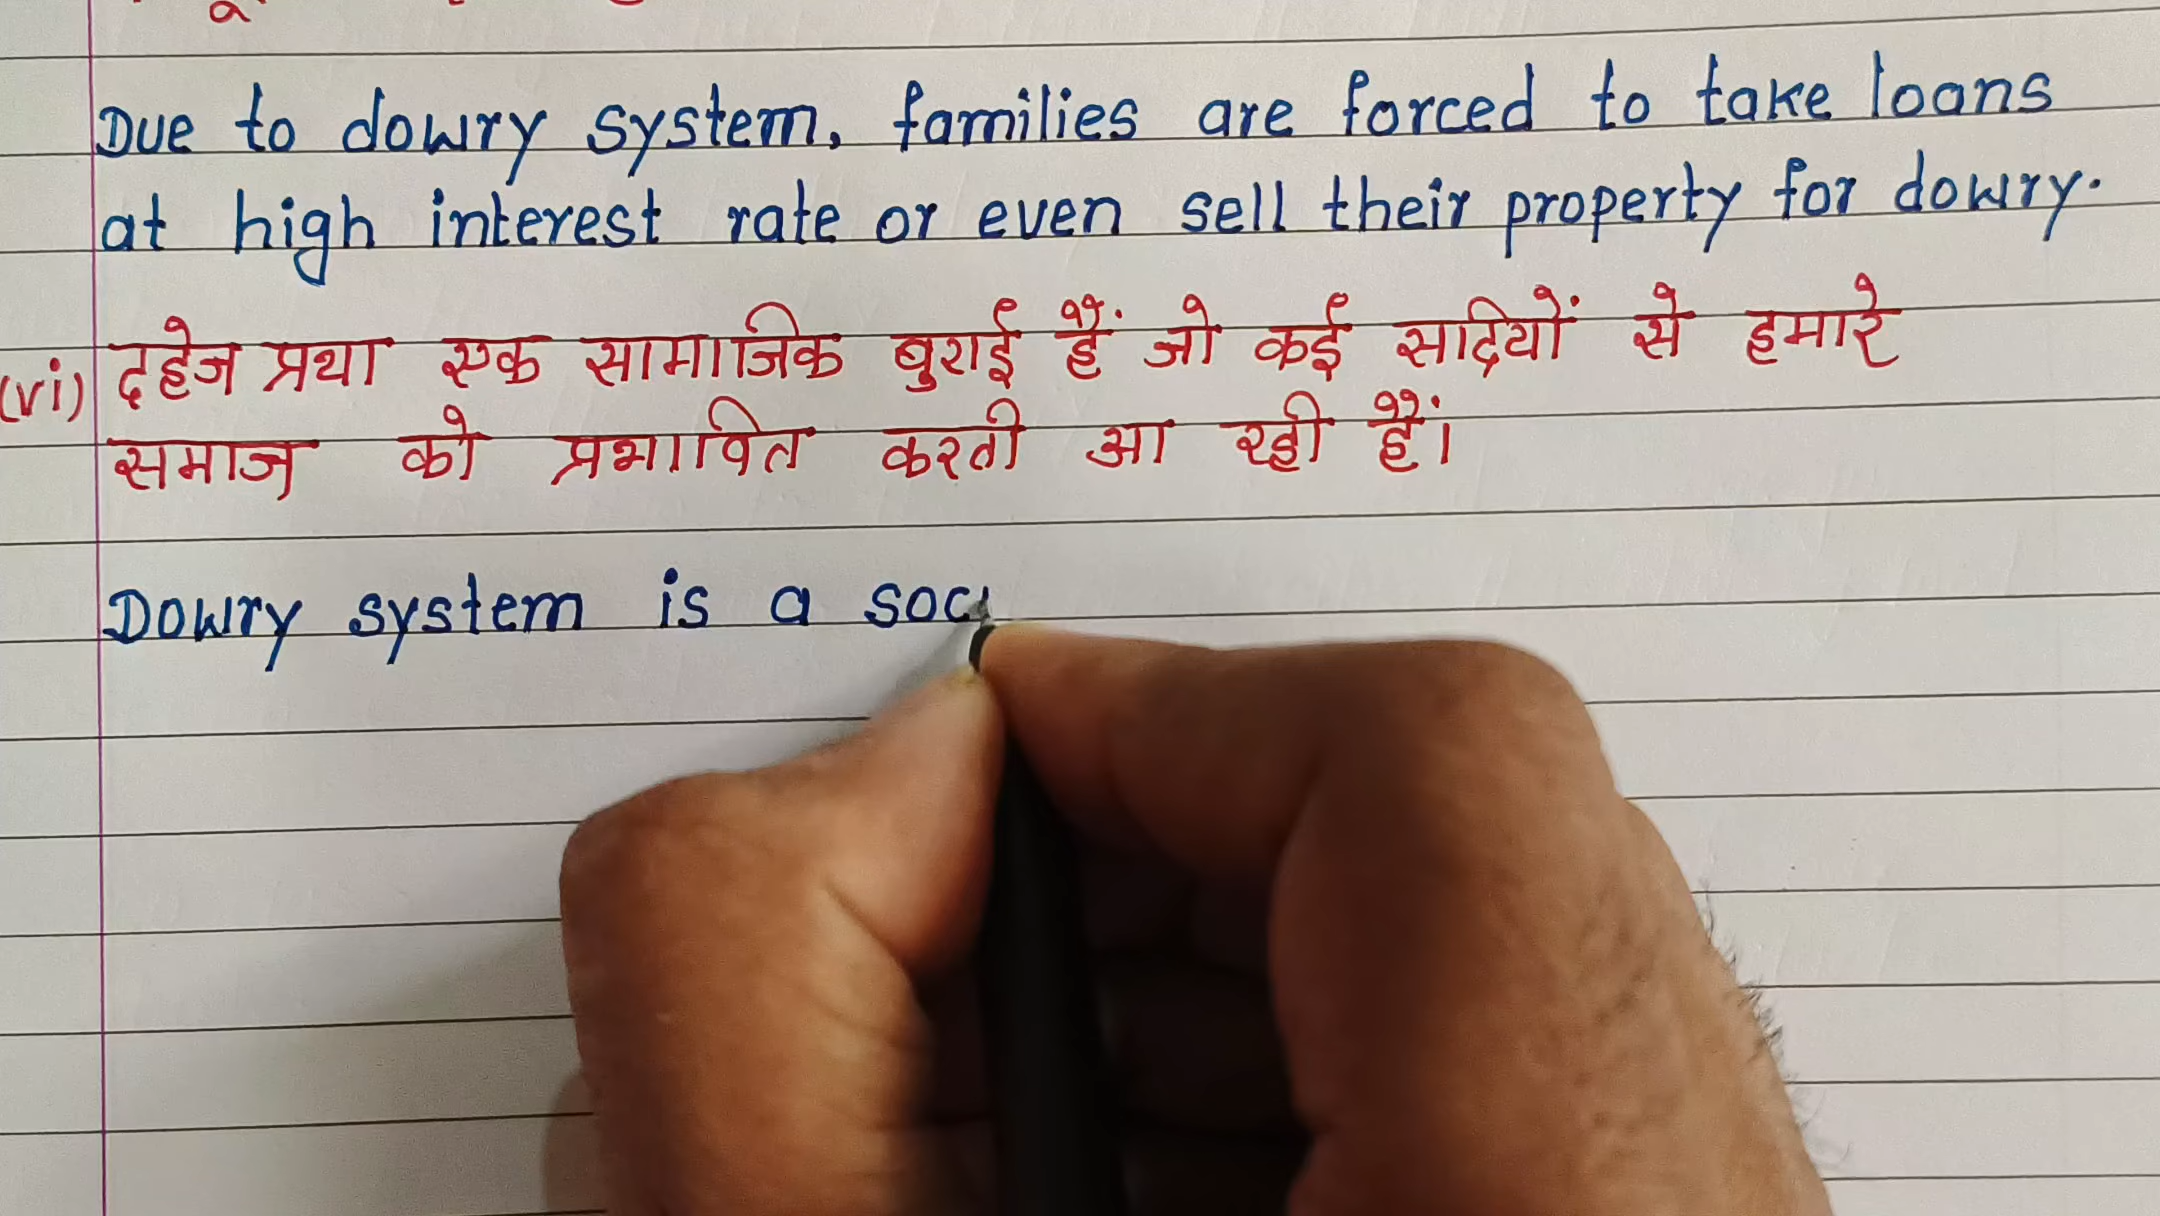 Due to dowry system, families are forced to take loans
at high interest rate or even sell their property for dowry.
(vi) दहेज प्रथा एक सामाजिक बुराई हैं जो कई सदियों से हमारे
समाज को प्रभावित करती आ रही हैं।
Dowry system is a soci